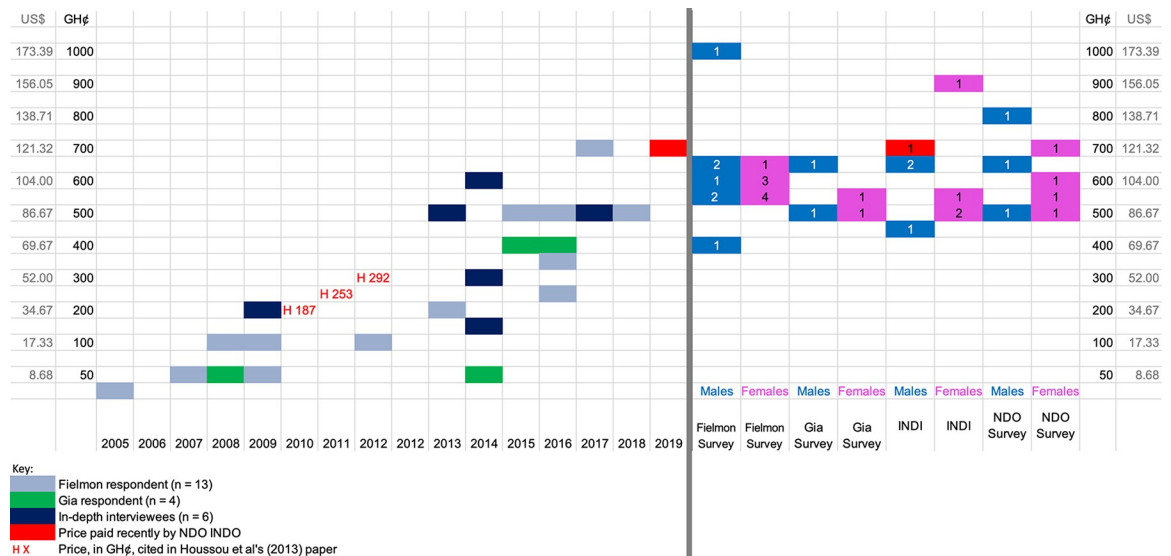 US$ GH₵ GH₵ US$
173.39 1000 1 1000 173.39
156.05 900 1 900 156.05
138.71 800 1 800 138.71
121.32 700 1 1 700 121.32
2 1 1 2 1
104.00 600 1 3 1 600 104.00
2 4 1 1 1
86.67 500 1 1 2 1 1 500 86.67
1
69.67 400 1 400 69.67
52.00 300 H 292 300 52.00
H 253
34.67 200 H 187 200 34.67
17.33 100 100 17.33
8.68 50 50 8.68
Males Females Males Females Males Females Males Females
2005 2006 2007 2008 2009 2010 2011 2012 2012 2013 2014 2015 2016 2017 2018 2019
Fielmon Survey
Fielmon Survey
Gia Survey
Gia Survey
INDI
INDI
NDO Survey
NDO Survey
Key:
Fielmon respondent (n = 13)
Gia respondent (n = 4)
In-depth interviewees (n = 6)
Price paid recently by NDO INDO
H X Price, in GH₵, cited in Houssou et al's (2013) paper